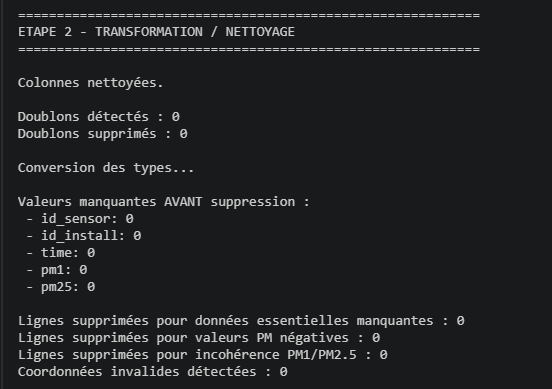 ============================================================
ETAPE 2 - TRANSFORMATION / NETTOYAGE
============================================================
Colonnes nettoyées.
Doublons détectés : 0
Doublons supprimés : 0
Conversion des types...
Valeurs manquantes AVANT suppression :
- id_sensor: 0
- id_install: 0
- time: 0
- pm1: 0
- pm25: 0
Lignes supprimées pour données essentielles manquantes : 0
Lignes supprimées pour valeurs PM négatives : 0
Lignes supprimées pour incohérence PM1/PM2.5 : 0
Coordonnées invalides détectées : 0